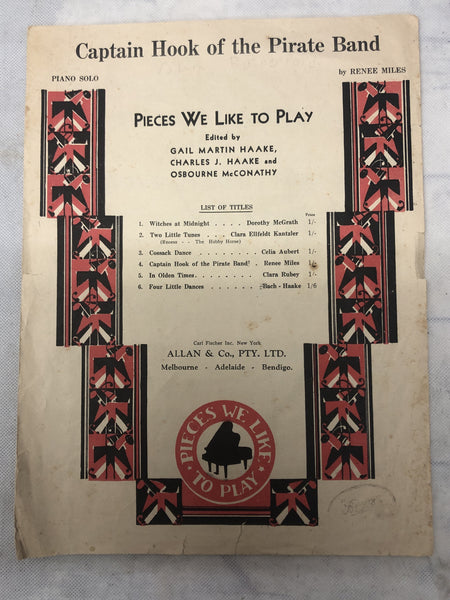 Captain Hook of the Pirate Band
PIANO SOLO
by RENEE MILES
PIECES WE LIKE TO PLAY
Edited by
GAIL MARTIN HAAKE,
CHARLES J. HAAKE and
OSBOURNE McCONATHY
LIST OF TITLES
Price
1. Witches at Midnight - - Dorothy McGrath 1/-
2. Two Little Tunes . . . . Clara Ellfeldt Kantzler 1/-
(Encore -- The Hobby Horse)
3. Cossack Dance . . . . . . . . Celia Aubert 1/-
4. Captain Hook of the Pirate Band . Renee Miles 1/-
5. In Olden Times . . . . . . . . Clara Rubey 1/-
6. Four Little Dances . . . . . Bach - Haake 1/6
Carl Fischer Inc. New York
ALLAN & Co., PTY. LTD.
Melbourne - Adelaide - Bendigo.
PIECES WE LIKE
TO PLAY